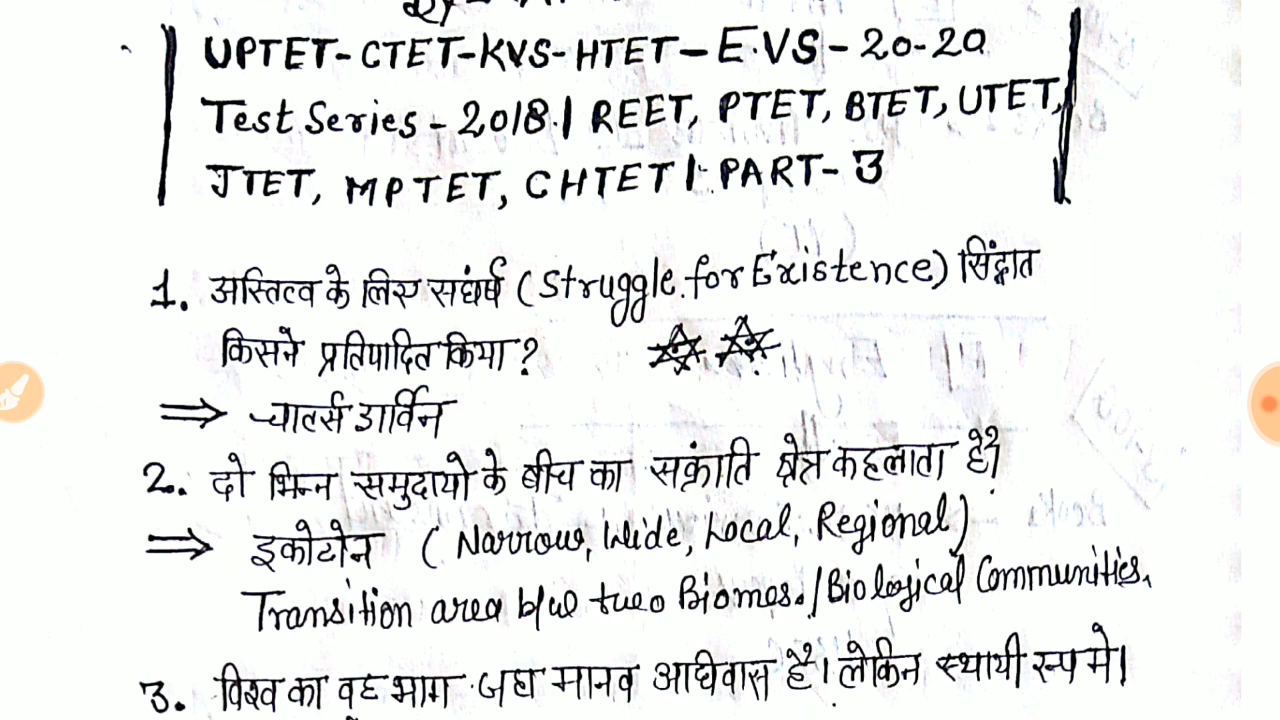 UPTET-CTET-KVS-HTET-E.VS-20-20
Test Series-2018.| REET, PTET, BTET, UTET,
JTET, MPTET, CHTET|. PART-3
1. अस्तित्व के लिए सघंर्ष (Struggle for Existence) सिंद्वात
किसने प्रतिपादित किया?
⇒ चार्ल्स डार्विन
2. दो भिन्न समुदायो के बीच का सक्रांति क्षेत्र कहलाता है?
⇒ इकोटोन (Narrow, Wide, Local, Regional)
Transition area b/w two Biomes./Biological Communities.
3. विश्व का वह भाग जहा मानव आधिवास है। लेकिन स्थायी रुप मे।